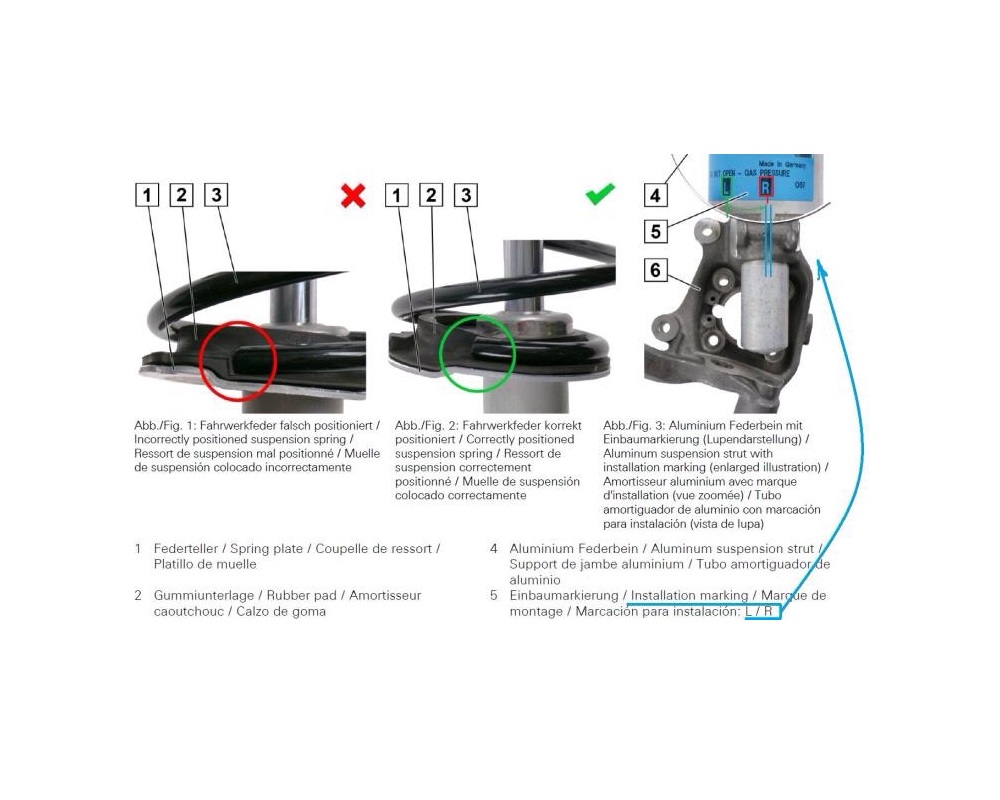 Made in Germany
OPEN - GAS PRESSURE
L R
1 2 3
1 2 3
4
5
6
Abb./Fig. 1: Fahrwerkfeder falsch positioniert /
Incorrectly positioned suspension spring /
Ressort de suspension mal positionné / Muelle
de suspensión colocado incorrectamente
Abb./Fig. 2: Fahrwerkfeder korrekt
positioniert / Correctly positioned
suspension spring / Ressort de
suspension correctement
positionné / Muelle de suspensión
colocado correctamente
Abb./Fig. 3: Aluminium Federbein mit
Einbaumarkierung (Lupendarstellung) /
Aluminum suspension strut with
installation marking (enlarged illustration) /
Amortisseur aluminium avec marque
d'installation (vue zoomée) / Tubo
amortiguador de aluminio con marcación
para instalación (vista de lupa)
1 Federteller / Spring plate / Coupelle de ressort /
Platillo de muelle
2 Gummiunterlage / Rubber pad / Amortisseur
caoutchouc / Calzo de goma
4 Aluminium Federbein / Aluminum suspension strut /
Support de jambe aluminium / Tubo amortiguador de
aluminio
5 Einbaumarkierung / Installation marking / Marque de
montage / Marcación para instalación: L / R